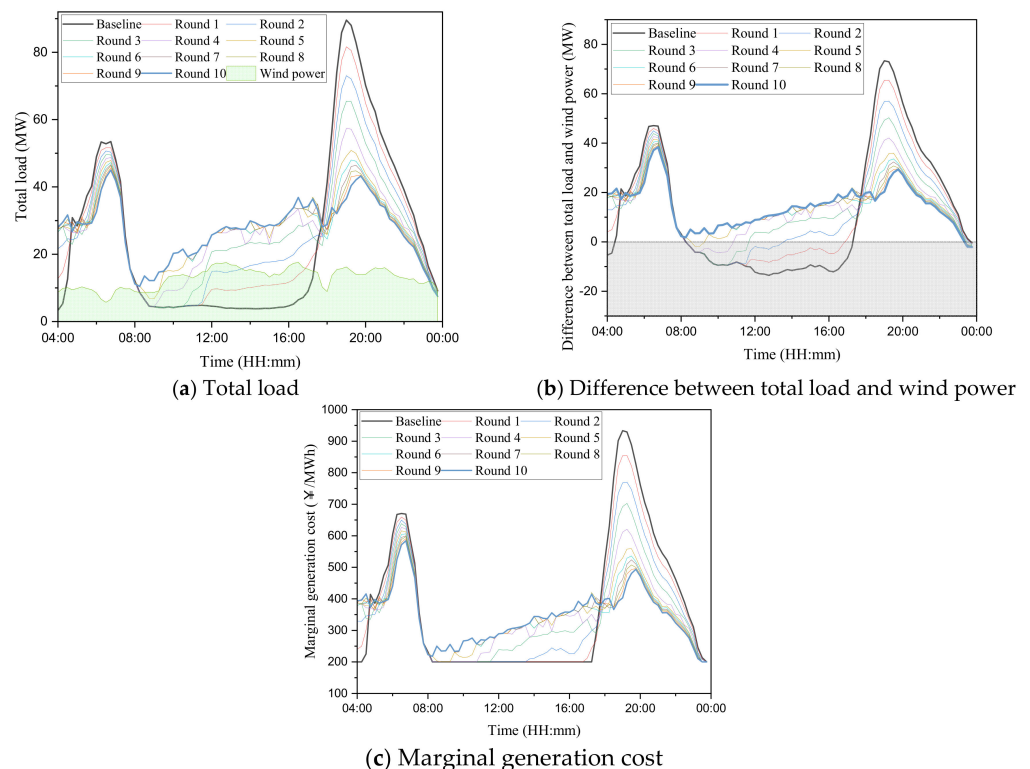 Baseline Round 1 Round 2
Round 3 Round 4 Round 5
Round 6 Round 7 Round 8
Round 9 Round 10 Wind power
Total load (MW)
80
60
40
20
0
04:00 08:00 12:00 16:00 20:00 00:00
Time (HH:mm)
(a) Total load
Baseline Round 1 Round 2
Round 3 Round 4 Round 5
Round 6 Round 7 Round 8
Round 9 Round 10
Difference between total load and wind power (MW)
80
60
40
20
0
-20
04:00 08:00 12:00 16:00 20:00 00:00
Time (HH:mm)
(b) Difference between total load and wind power
Baseline Round 1 Round 2
Round 3 Round 4 Round 5
Round 6 Round 7 Round 8
Round 9 Round 10
Marginal generation cost (¥/MWh)
1000
900
800
700
600
500
400
300
200
100
04:00 08:00 12:00 16:00 20:00 00:00
Time (HH:mm)
(c) Marginal generation cost